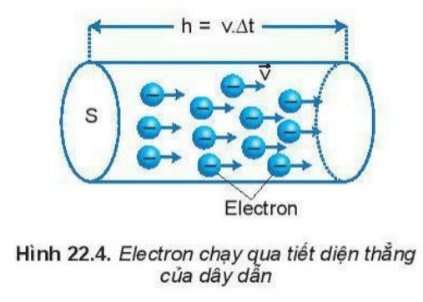 h = v.Δt
v⃗
S
Electron
Hình 22.4. Electron chạy qua tiết diện thẳng
của dây dẫn